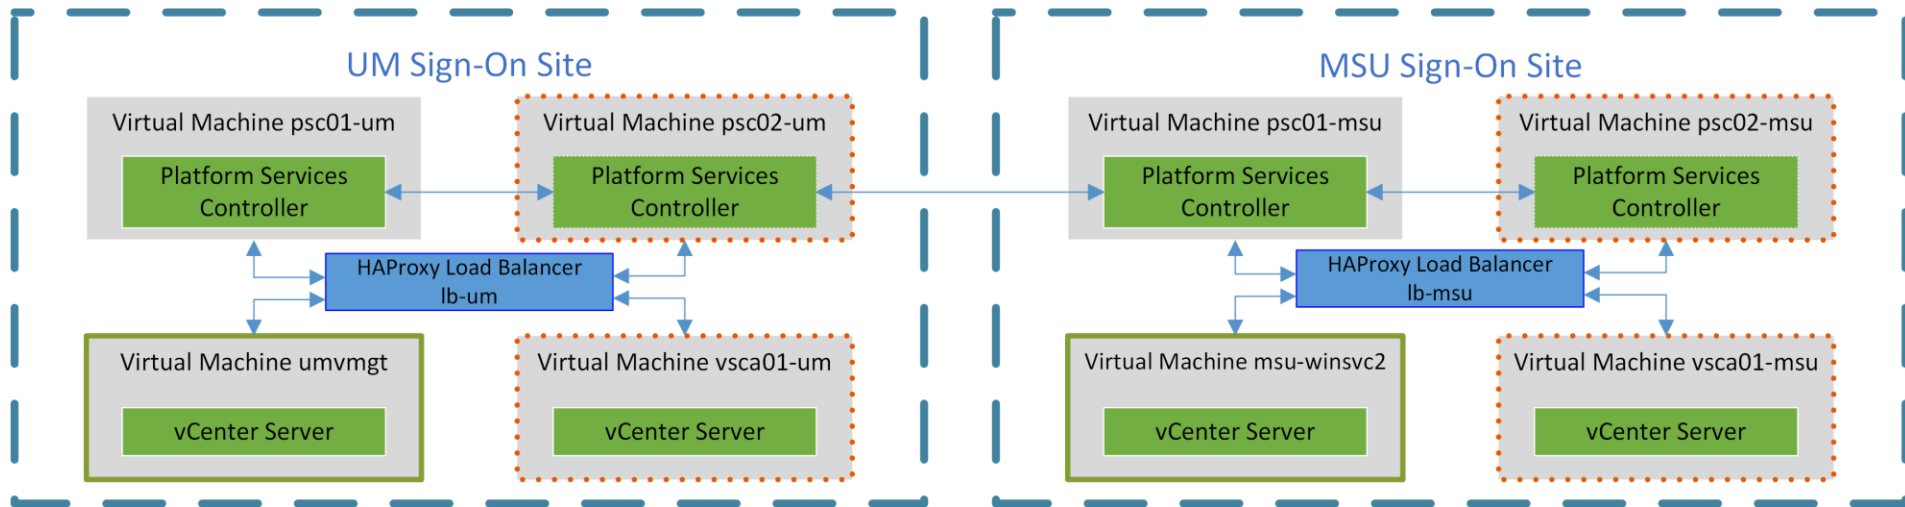 UM Sign-On Site
Virtual Machine psc01-um
Platform Services
Controller
Virtual Machine psc02-um
Platform Services
Controller
HAProxy Load Balancer
lb-um
Virtual Machine umvmgt
vCenter Server
Virtual Machine vsca01-um
vCenter Server
MSU Sign-On Site
Virtual Machine psc01-msu
Platform Services
Controller
Virtual Machine psc02-msu
Platform Services
Controller
HAProxy Load Balancer
lb-msu
Virtual Machine msu-winsvc2
vCenter Server
Virtual Machine vsca01-msu
vCenter Server